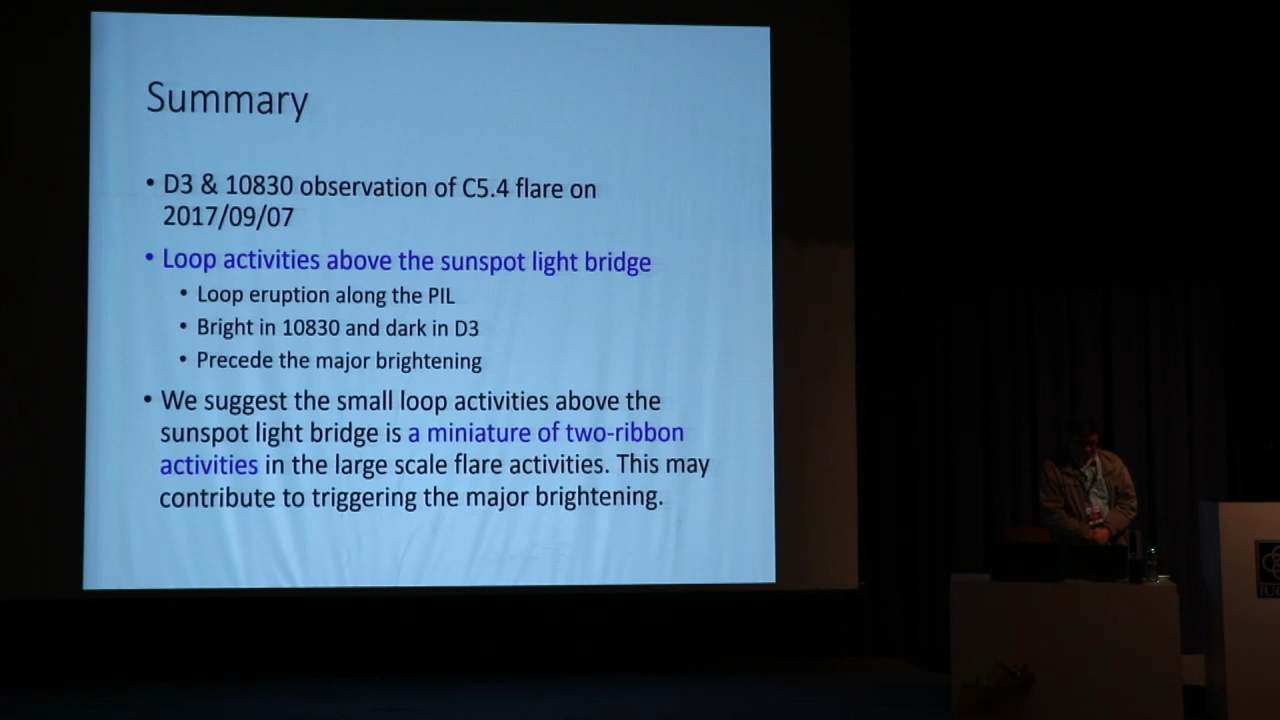 Summary
• D3 & 10830 observation of C5.4 flare on
2017/09/07
• Loop activities above the sunspot light bridge
• Loop eruption along the PIL
• Bright in 10830 and dark in D3
• Precede the major brightening
• We suggest the small loop activities above the
sunspot light bridge is a miniature of two-ribbon
activities in the large scale flare activities. This may
contribute to triggering the major brightening.